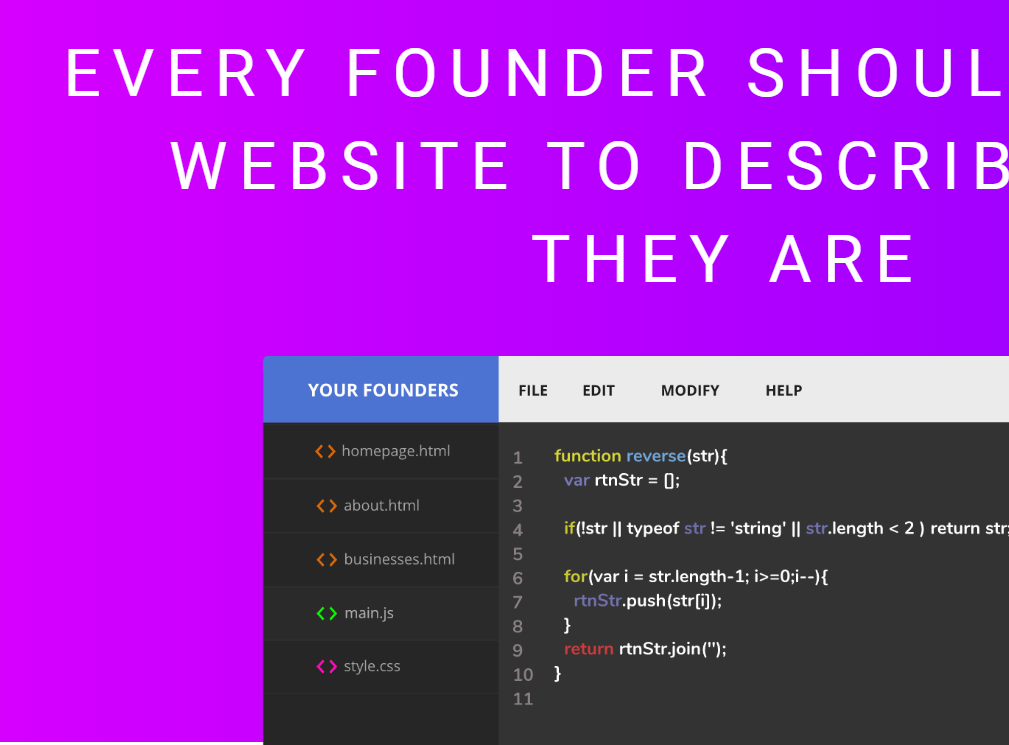 EVERY FOUNDER SHOUL
WEBSITE TO DESCRIB
THEY ARE
YOUR FOUNDERS
FILE EDIT MODIFY HELP
homepage.html
about.html
businesses.html
main.js
style.css
1 function reverse(str){
2 var rtnStr = [];
3
4 if(!str || typeof str != 'string' || str.length < 2 ) return str;
5
6 for(var i = str.length-1; i>=0;i--){
7 rtnStr.push(str[i]);
8 }
9 return rtnStr.join('');
10 }
11